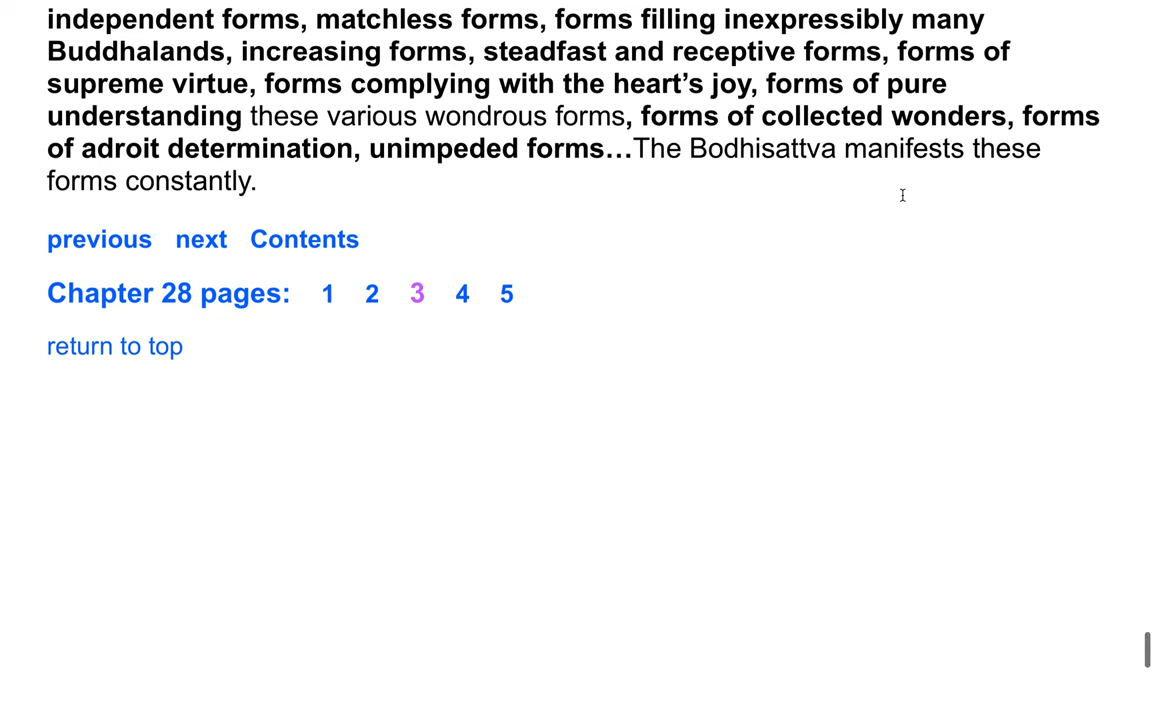 independent forms, matchless forms, forms filling inexpressibly many
Buddhalands, increasing forms, steadfast and receptive forms, forms of
supreme virtue, forms complying with the heart’s joy, forms of pure
understanding these various wondrous forms, forms of collected wonders, forms
of adroit determination, unimpeded forms…The Bodhisattva manifests these
forms constantly.
previous next Contents
Chapter 28 pages: 1 2 3 4 5
return to top